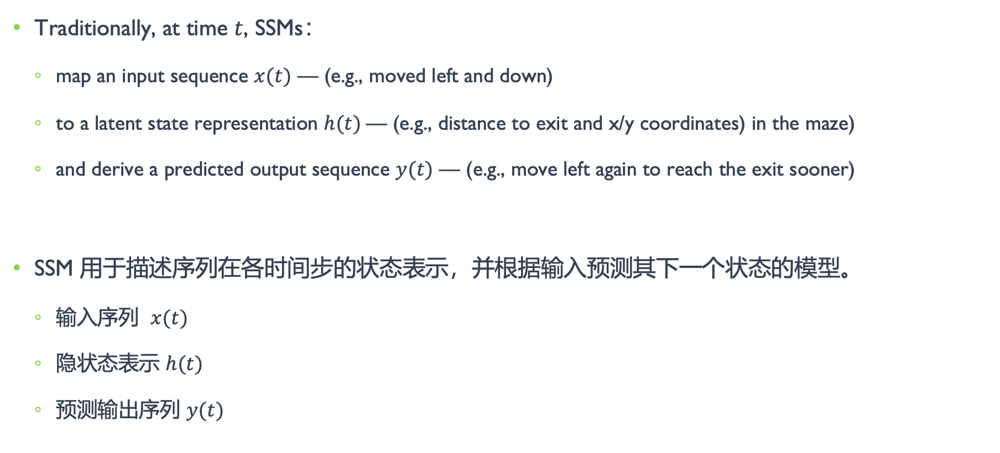 • Traditionally, at time t, SSMs：
◦ map an input sequence x(t) — (e.g., moved left and down)
◦ to a latent state representation h(t) — (e.g., distance to exit and x/y coordinates) in the maze)
◦ and derive a predicted output sequence y(t) — (e.g., move left again to reach the exit sooner)
• SSM 用于描述序列在各时间步的状态表示，并根据输入预测其下一个状态的模型。
◦ 输入序列 x(t)
◦ 隐状态表示 h(t)
◦ 预测输出序列 y(t)